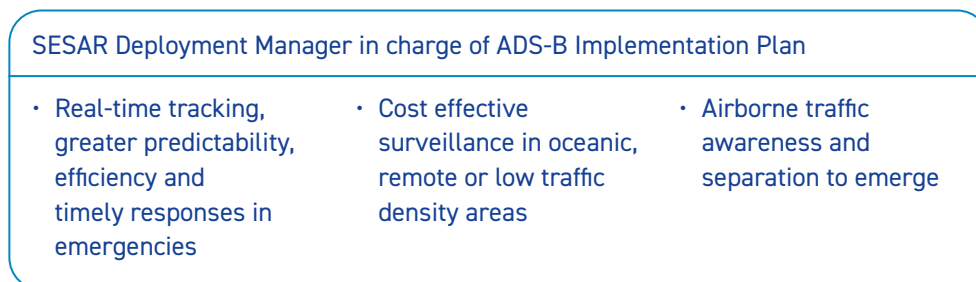 SESAR Deployment Manager in charge of ADS-B Implementation Plan
• Real-time tracking,
greater predictability,
efficiency and
timely responses in
emergencies
• Cost effective
surveillance in oceanic,
remote or low traffic
density areas
• Airborne traffic
awareness and
separation to emerge